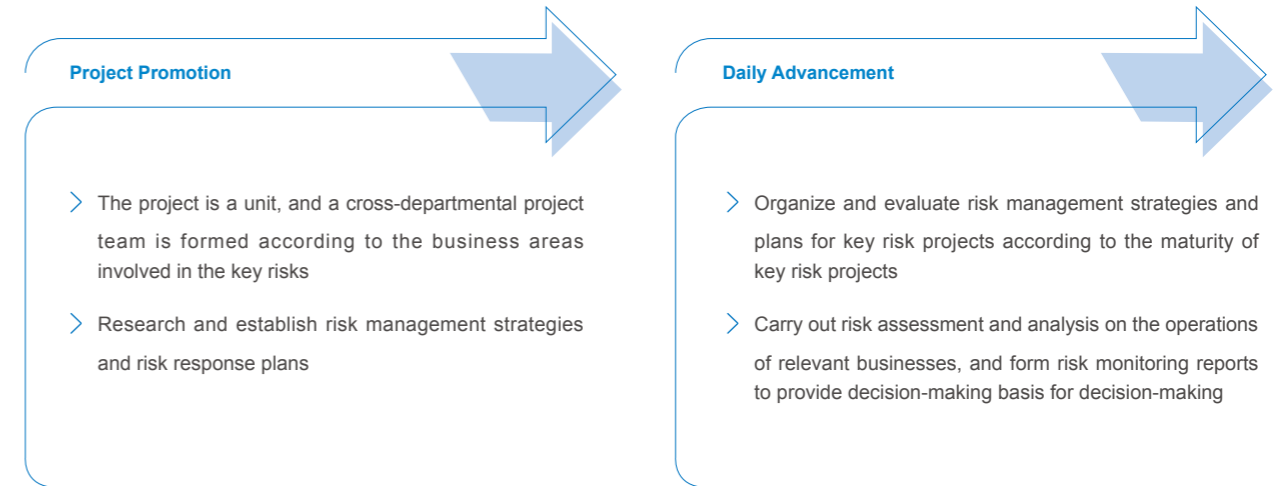 Project Promotion
The project is a unit, and a cross-departmental project
team is formed according to the business areas
involved in the key risks
Research and establish risk management strategies
and risk response plans
Daily Advancement
Organize and evaluate risk management strategies and
plans for key risk projects according to the maturity of
key risk projects
Carry out risk assessment and analysis on the operations
of relevant businesses, and form risk monitoring reports
to provide decision-making basis for decision-making